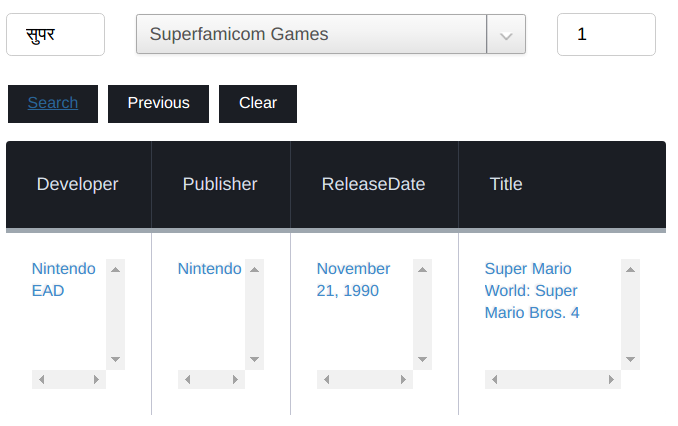 सुपर
Superfamicom Games
1
Search
Previous
Clear
Developer
Publisher
ReleaseDate
Title
Nintendo
EAD
Nintendo
November
21, 1990
Super Mario
World: Super
Mario Bros. 4